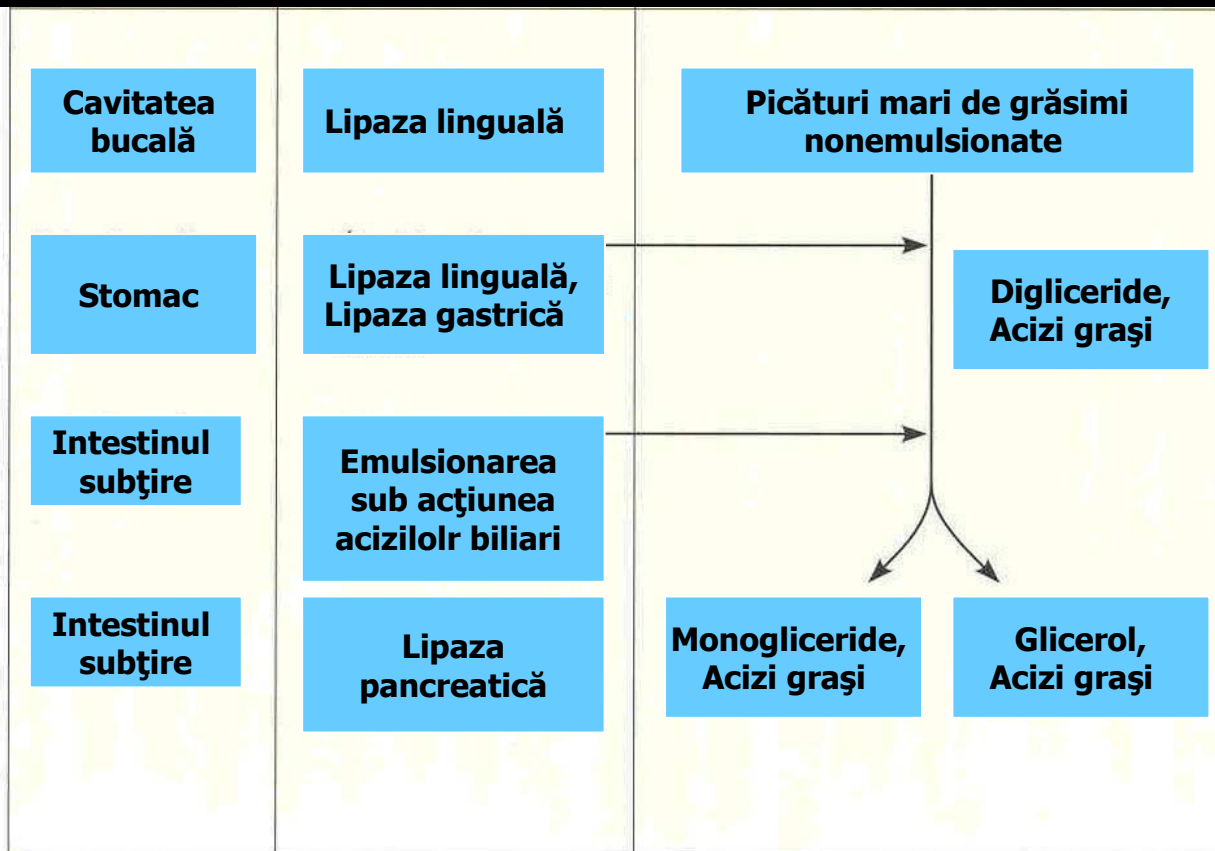 Cavitatea
bucală
Lipaza linguală
Picături mari de grăsimi
nonemulsionate
Stomac
Lipaza linguală,
Lipaza gastrică
Digliceride,
Acizi graşi
Intestinul
subţire
Emulsionarea
sub acţiunea
acizilolr biliari
Intestinul
subţire
Lipaza
pancreatică
Monogliceride,
Acizi graşi
Glicerol,
Acizi graşi